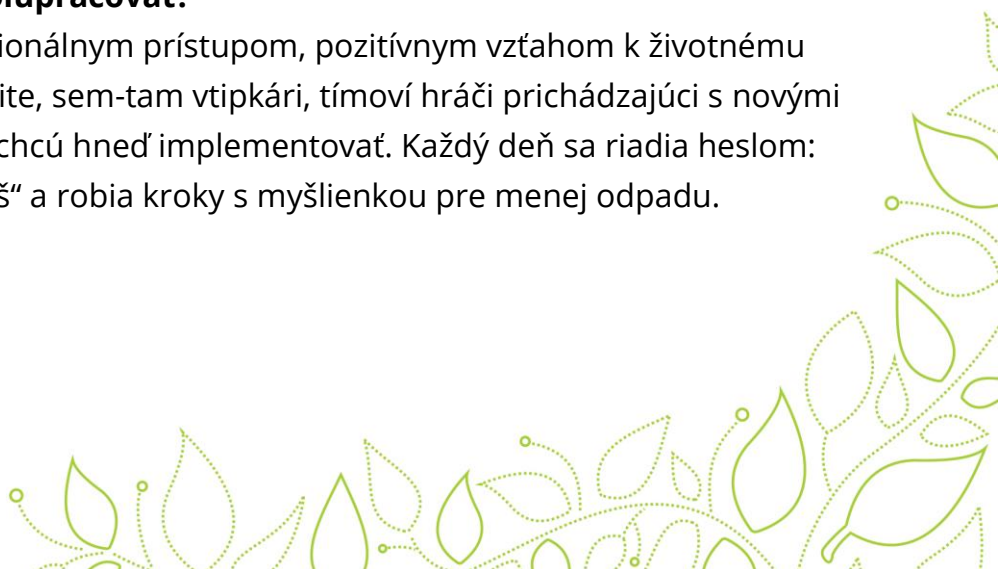 olupracovať?
ionálnym prístupom, pozitívnym vzťahom k životnému
ite, sem-tam vtipkári, tímoví hráči prichádzajúci s novými
chcú hneď implementovať. Každý deň sa riadia heslom:
š“ a robia kroky s myšlienkou pre menej odpadu.